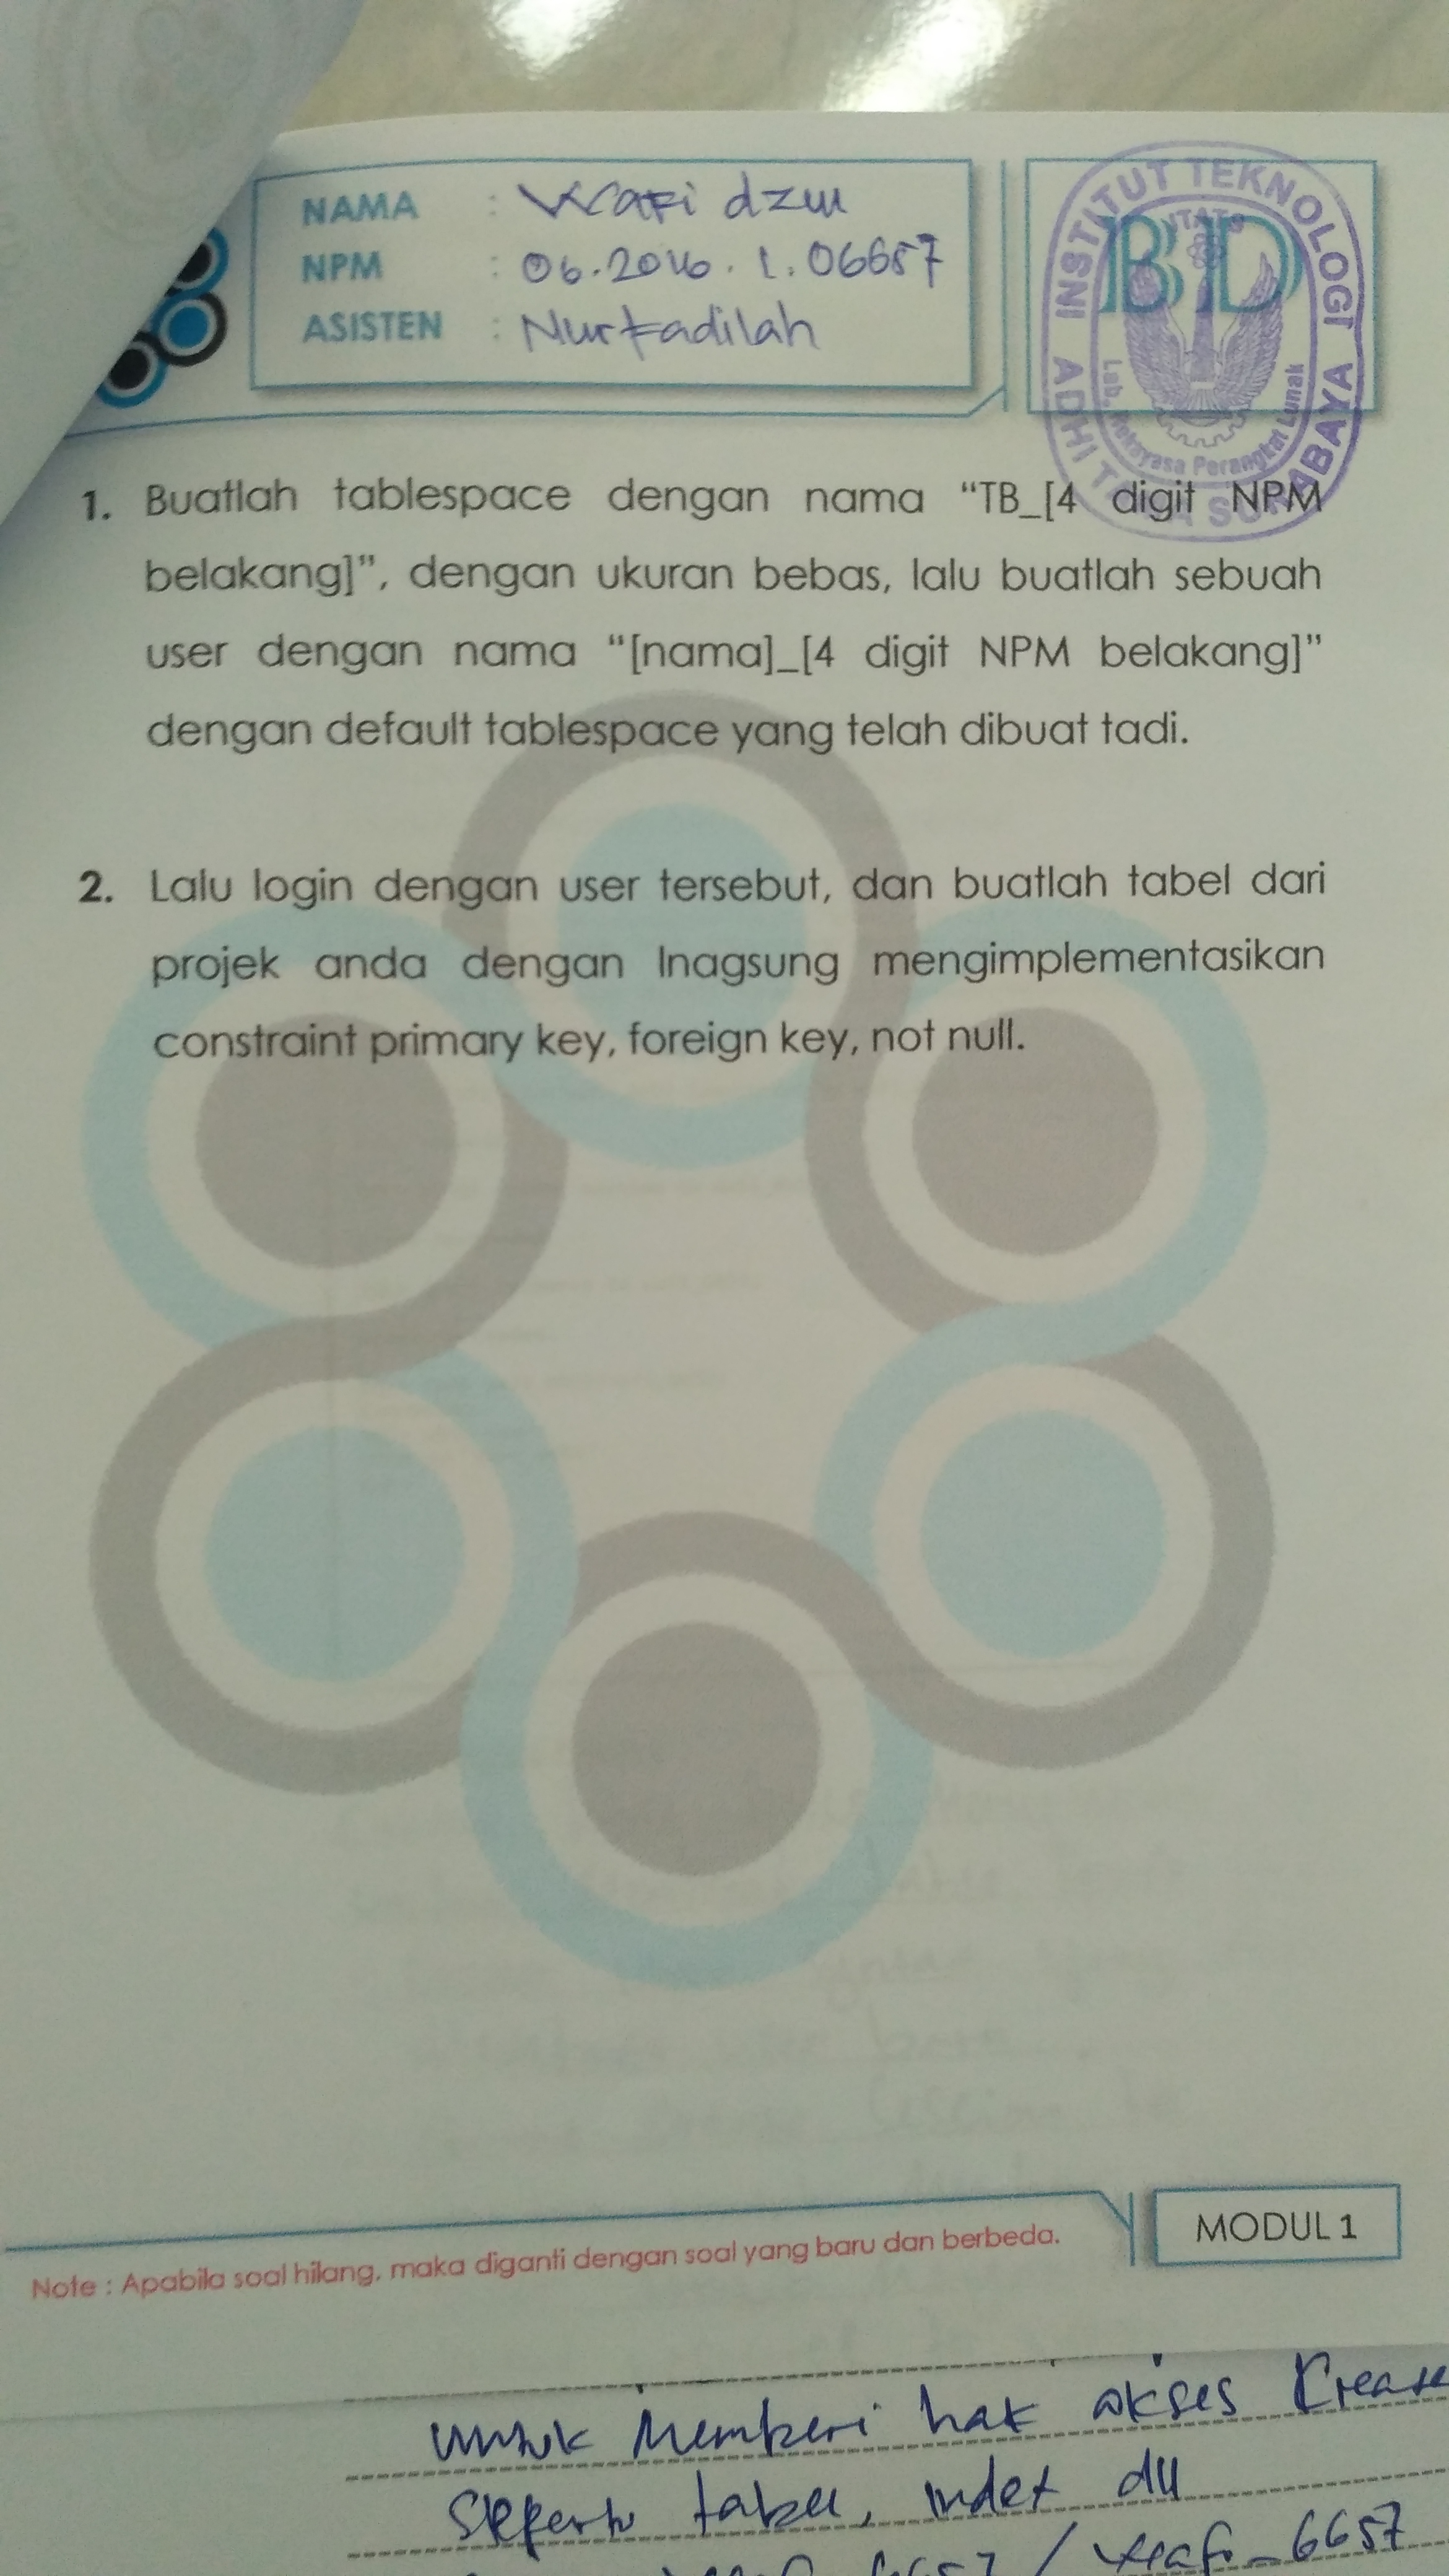 NAMA : Wafi dzul
NPM : 06.2016.1.06657
ASISTEN : Nurfadilah
BD
INSTITUT TEKNOLOGI ADHI TAMA SURABAYA
ITATS
Lab. Rekayasa Perangkat Lunak
1. Buatlah tablespace dengan nama “TB_[4 digit NPM
belakang]”, dengan ukuran bebas, lalu buatlah sebuah
user dengan nama “[nama]_[4 digit NPM belakang]”
dengan default tablespace yang telah dibuat tadi.
2. Lalu login dengan user tersebut, dan buatlah tabel dari
projek anda dengan lnagsung mengimplementasikan
constraint primary key, foreign key, not null.
MODUL 1
Note : Apabila soal hilang, maka diganti dengan soal yang baru dan berbeda.
untuk Memberi hak akses Create
seperti tabel, index dll
6657 / wafi_6657